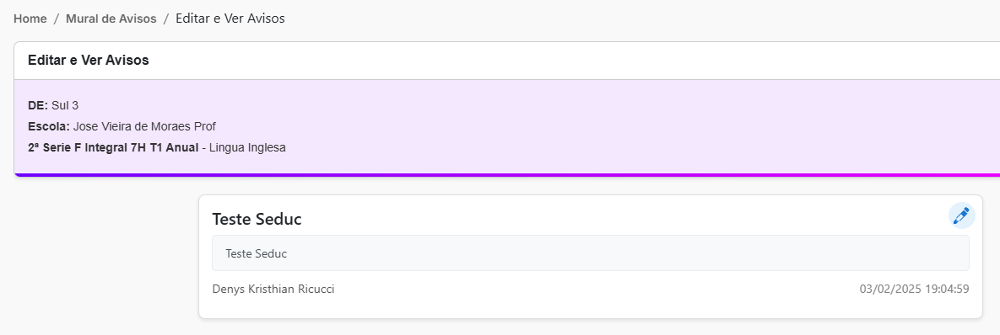 Home / Mural de Avisos / Editar e Ver Avisos
Editar e Ver Avisos
DE: Sul 3
Escola: Jose Vieira de Moraes Prof
2ª Serie F Integral 7H T1 Anual - Lingua Inglesa
Teste Seduc
Teste Seduc
Denys Kristhian Ricucci 03/02/2025 19:04:59